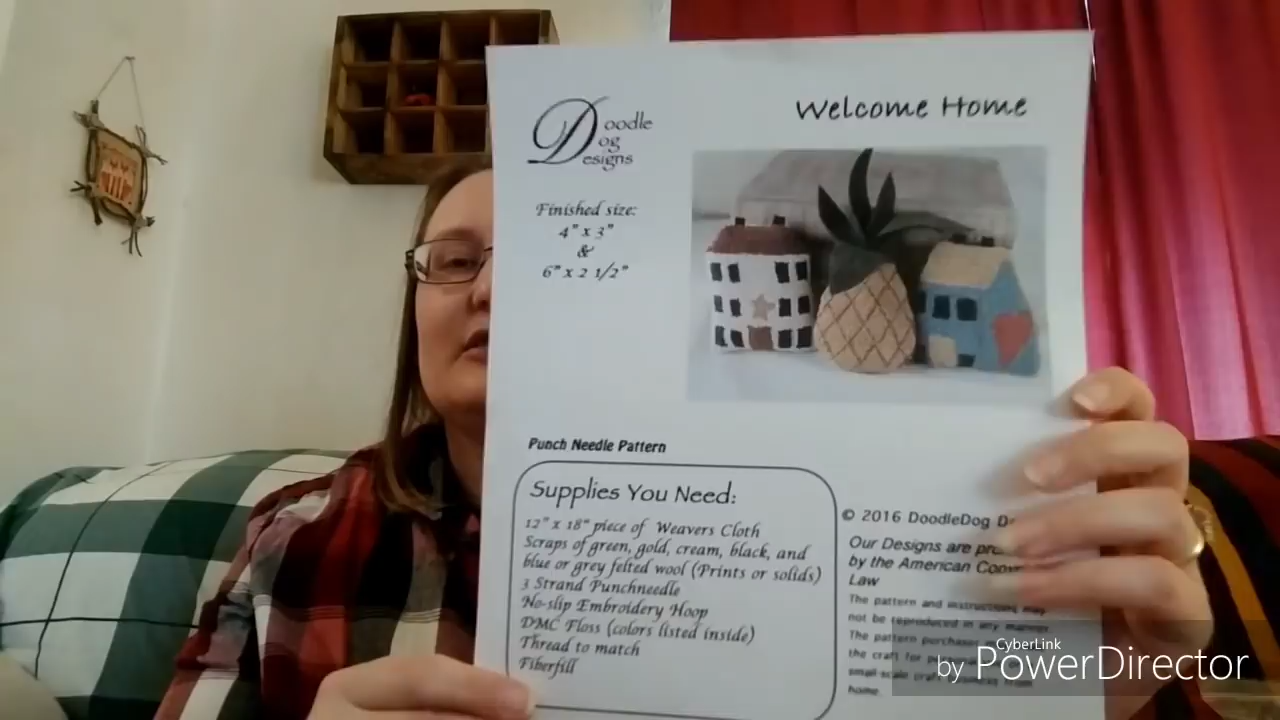 Doodle
Dog
Designs
Welcome Home
Finished size:
4" x 3"
&
6" x 2 1/2"
Punch Needle Pattern
Supplies You Need:
12" x 18" piece of Weavers Cloth
Scraps of green, gold, cream, black, and
blue or grey felted wool (Prints or solids)
3 Strand Punchneedle
No-slip Embroidery Hoop
DMC Floss (colors listed inside)
Thread to match
Fiberfill
© 2016 DoodleDog
Our Designs are
by the American
Law
The pattern and instructions may
not be reproduced in any manner.
The pattern
the craft for
small scale
home.
CyberLink
by PowerDirector